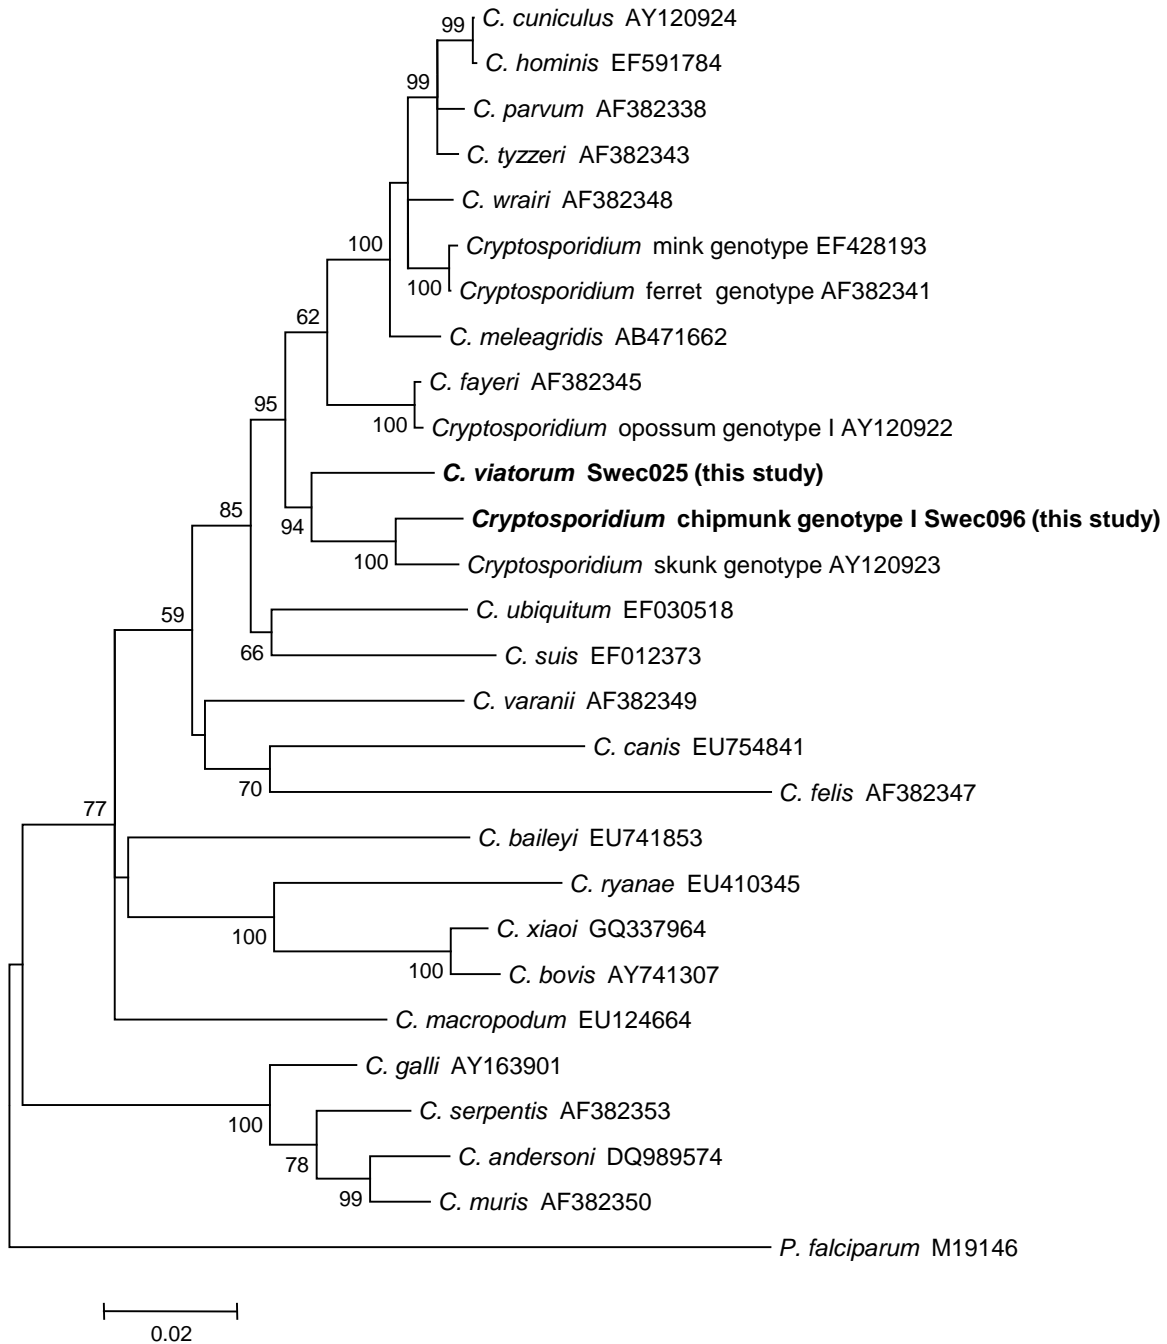 C. cuniculus AY120924
99
C. hominis EF591784
99
C. parvum AF382338
C. tyzzeri AF382343
C. wrairi AF382348
100
Cryptosporidium mink genotype EF428193
100
Cryptosporidium ferret genotype AF382341
62
C. meleagridis AB471662
C. fayeri AF382345
95
100
Cryptosporidium opossum genotype I AY120922
C. viatorum Swec025 (this study)
85
94
Cryptosporidium chipmunk genotype I Swec096 (this study)
100
Cryptosporidium skunk genotype AY120923
59
C. ubiquitum EF030518
66
C. suis EF012373
C. varanii AF382349
C. canis EU754841
70
C. felis AF382347
77
C. baileyi EU741853
C. ryanae EU410345
100
C. xiaoi GQ337964
100
C. bovis AY741307
C. macropodum EU124664
C. galli AY163901
100
C. serpentis AF382353
78
C. andersoni DQ989574
99
C. muris AF382350
P. falciparum M19146
0.02